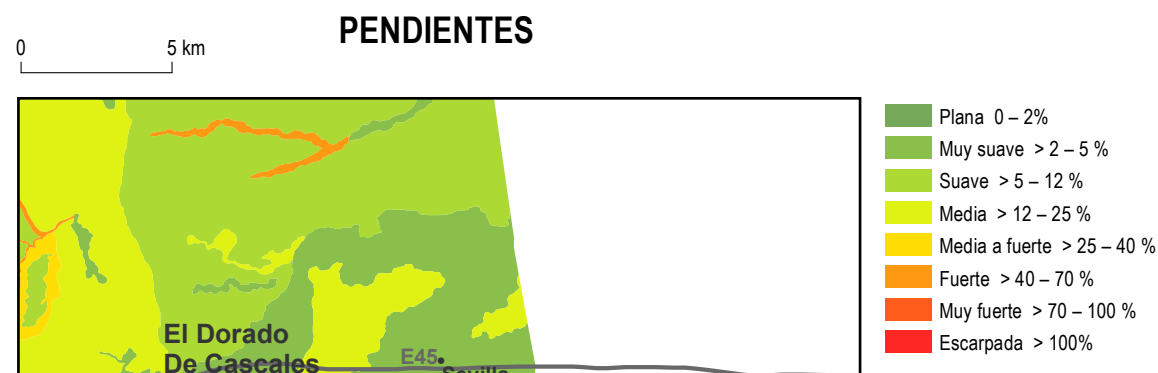 PENDIENTES
0 5 km
Plana 0 – 2%
Muy suave > 2 – 5 %
Suave > 5 – 12 %
Media > 12 – 25 %
Media a fuerte > 25 – 40 %
Fuerte > 40 – 70 %
Muy fuerte > 70 – 100 %
Escarpada > 100%
El Dorado
De Cascales
E45
Sevilla